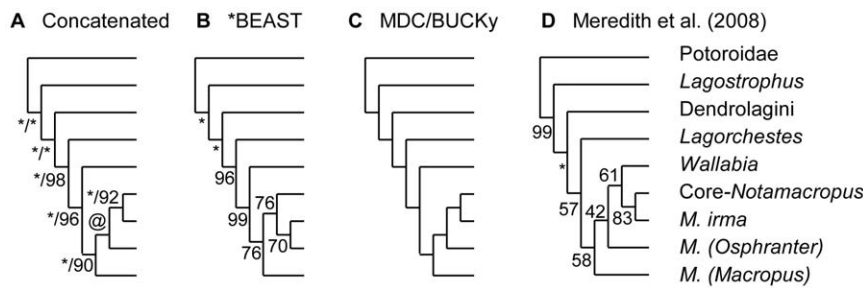 A Concatenated B *BEAST C MDC/BUCKy D Meredith et al. (2008)
Potoroidae
Lagostrophus
Dendrolagini
Lagorchestes
Wallabia
Core-Notamacropus
M. irma
M. (Osphranter)
M. (Macropus)
*/*
*/*
*/98
*/96
*/92
@
*/90
*
*
96
99
76
76
70
99
*
57
61
42
83
58